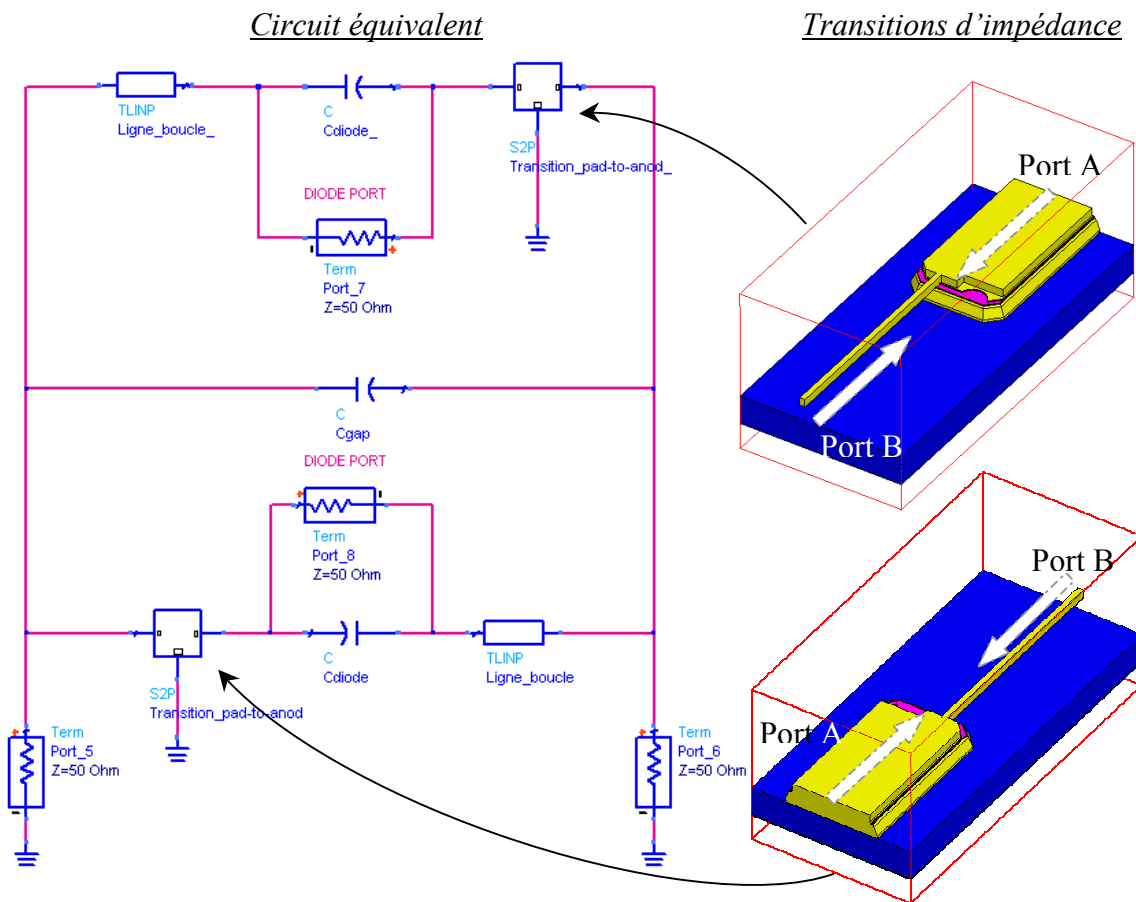 Circuit équivalent
Transitions d'impédance
TLINP
Ligne_boucle_
C
Cdiode_
S2P
Transition_pad-to-anod_
DIODE PORT
Term
Port_7
Z=50 Ohm
Port A
Port B
C
Cgap
DIODE PORT
Term
Port_8
Z=50 Ohm
C
Cdiode
TLINP
Ligne_boucle
S2P
Transition_pad-to-anod
Term
Port_5
Z=50 Ohm
Term
Port_6
Z=50 Ohm
Port B
Port A